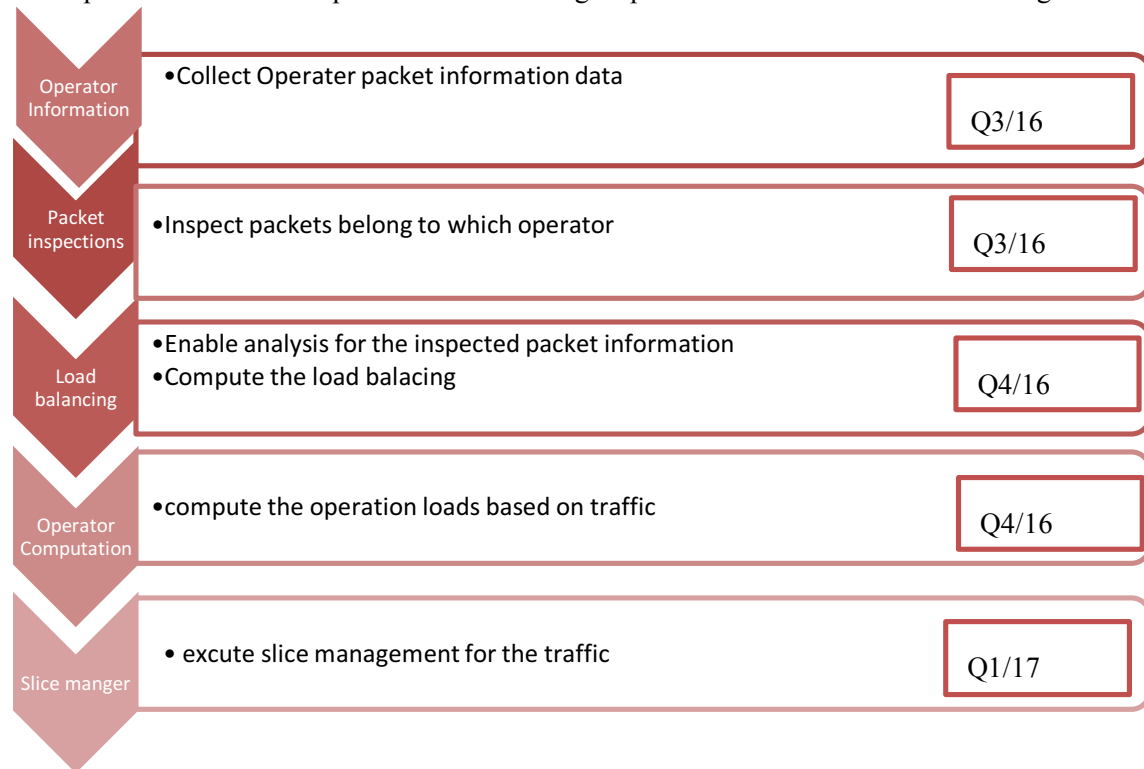 Operator
Information
•Collect Operater packet information data
Q3/16
Packet
inspections
•Inspect packets belong to which operator
Q3/16
Load
balancing
•Enable analysis for the inspected packet information
•Compute the load balacing
Q4/16
Operator
Computation
•compute the operation loads based on traffic
Q4/16
Slice manger
• excute slice management for the traffic
Q1/17